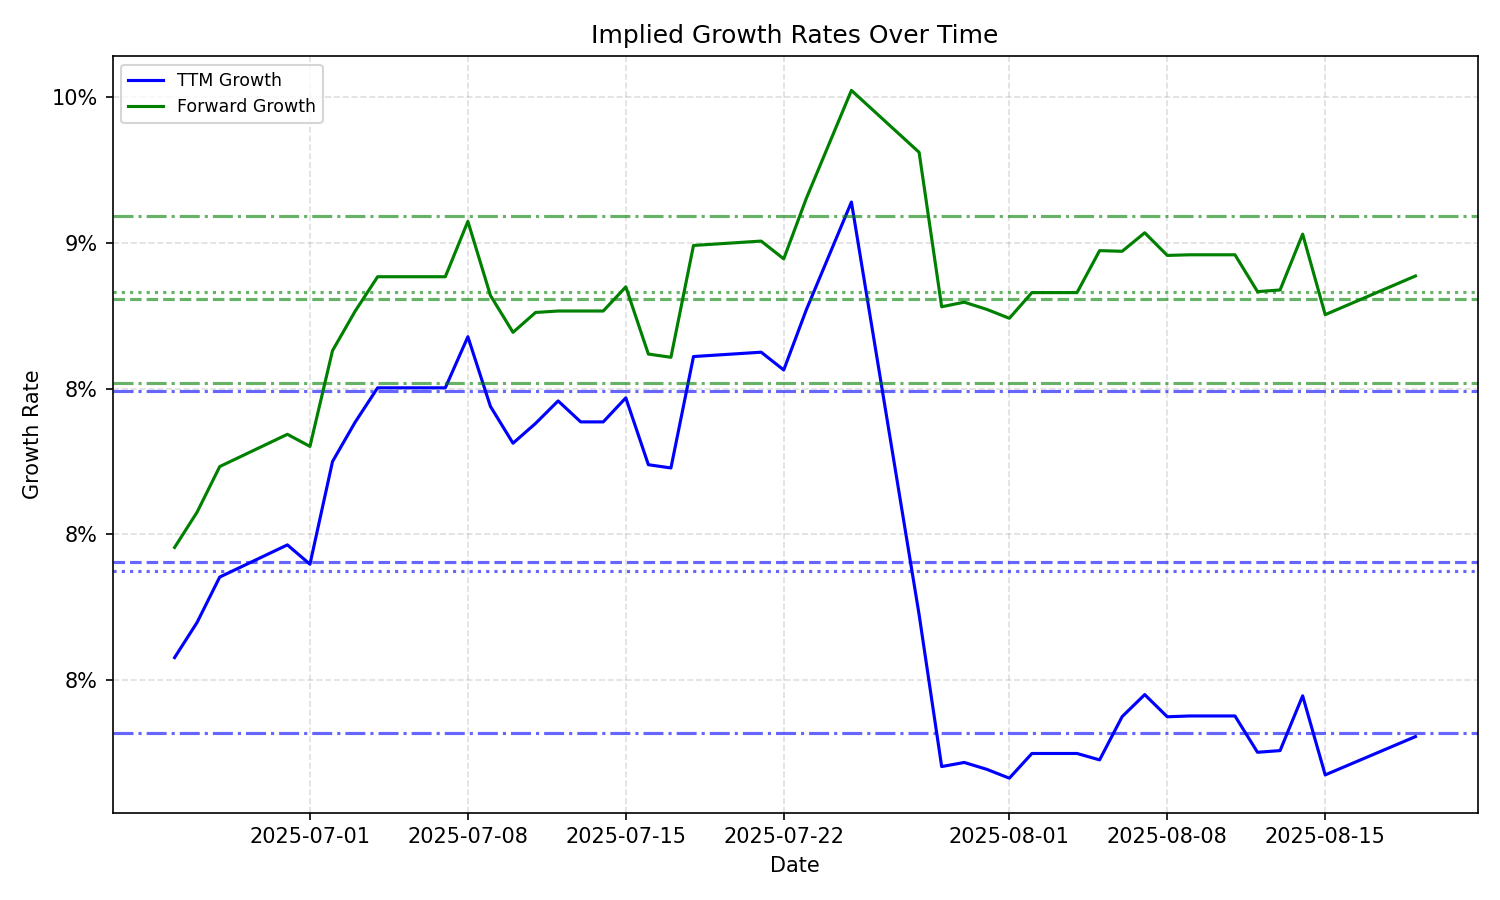 Implied Growth Rates Over Time
TTM Growth
Forward Growth
10%
9%
8%
8%
8%
Growth Rate
2025-07-01 2025-07-08 2025-07-15 2025-07-22 2025-08-01 2025-08-08 2025-08-15
Date